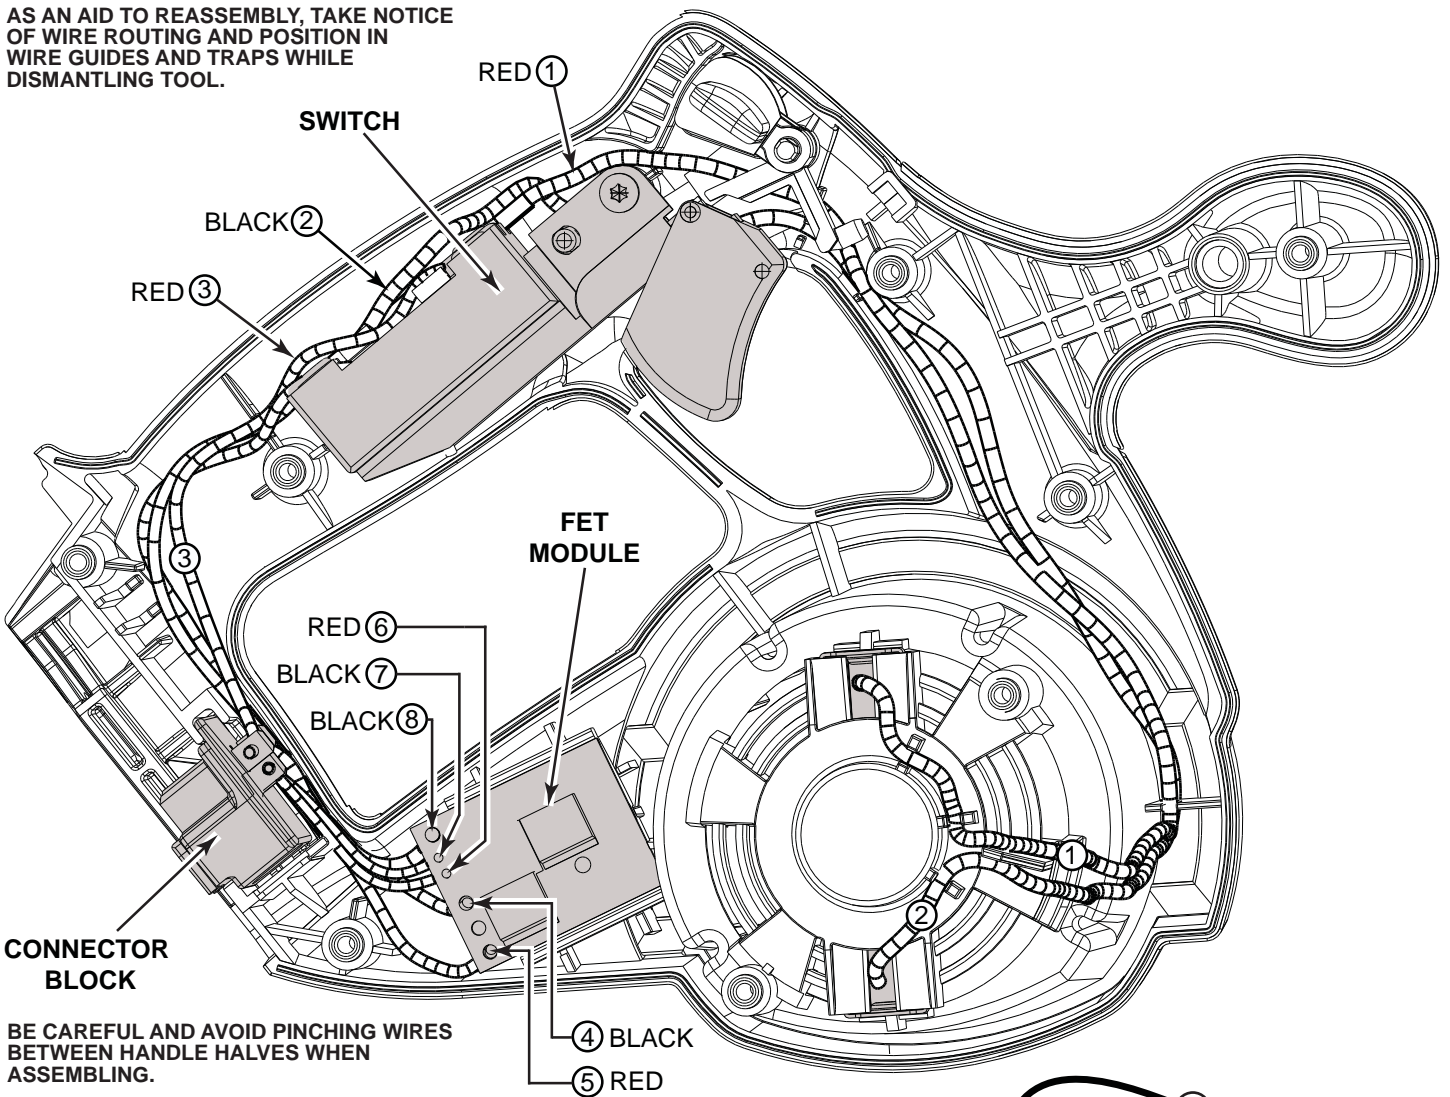 AS AN AID TO REASSEMBLY, TAKE NOTICE
OF WIRE ROUTING AND POSITION IN
WIRE GUIDES AND TRAPS WHILE
DISMANTLING TOOL.
RED 1
SWITCH
BLACK 2
RED 3
3
FET
MODULE
RED 6
BLACK 7
BLACK 8
1
2
CONNECTOR
BLOCK
BE CAREFUL AND AVOID PINCHING WIRES
BETWEEN HANDLE HALVES WHEN
ASSEMBLING.
4 BLACK
5 RED